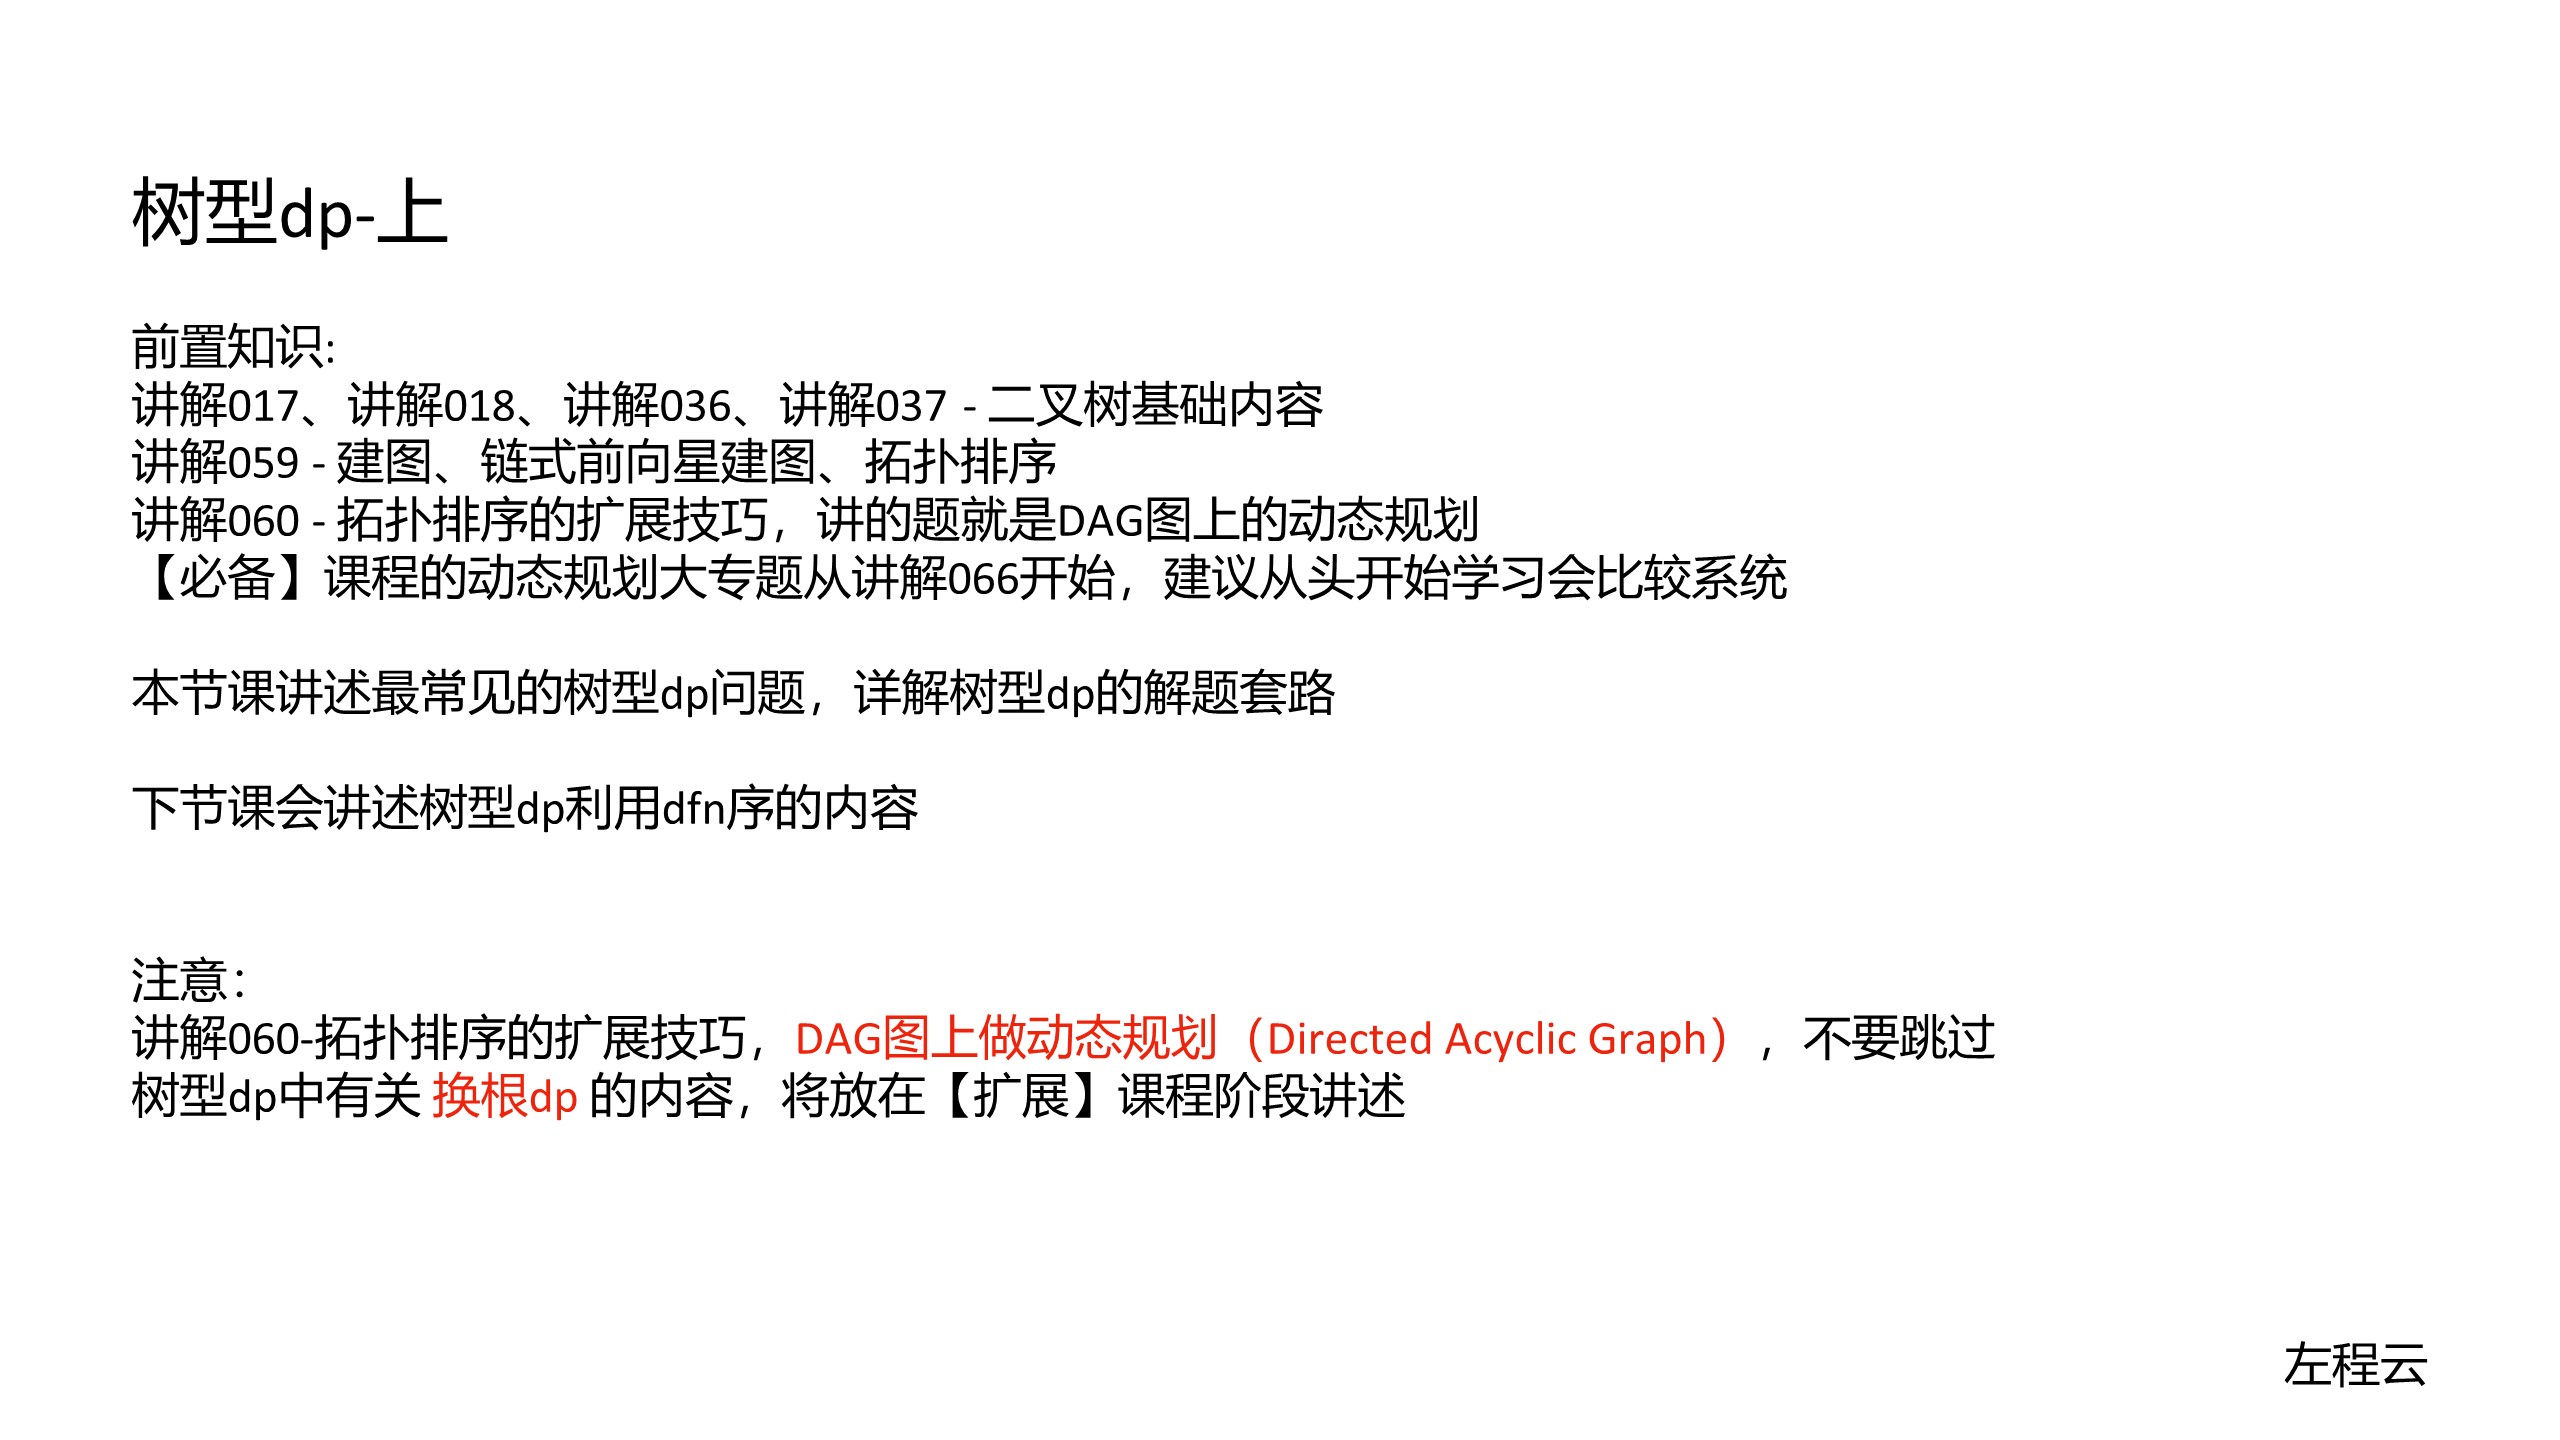 树型dp-上
前置知识:
讲解017、讲解018、讲解036、讲解037 - 二叉树基础内容
讲解059 - 建图、链式前向星建图、拓扑排序
讲解060 - 拓扑排序的扩展技巧，讲的题就是DAG图上的动态规划
【必备】课程的动态规划大专题从讲解066开始，建议从头开始学习会比较系统
本节课讲述最常见的树型dp问题，详解树型dp的解题套路
下节课会讲述树型dp利用dfn序的内容
注意：
讲解060-拓扑排序的扩展技巧，DAG图上做动态规划（Directed Acyclic Graph），不要跳过
树型dp中有关 换根dp 的内容，将放在【扩展】课程阶段讲述
左程云